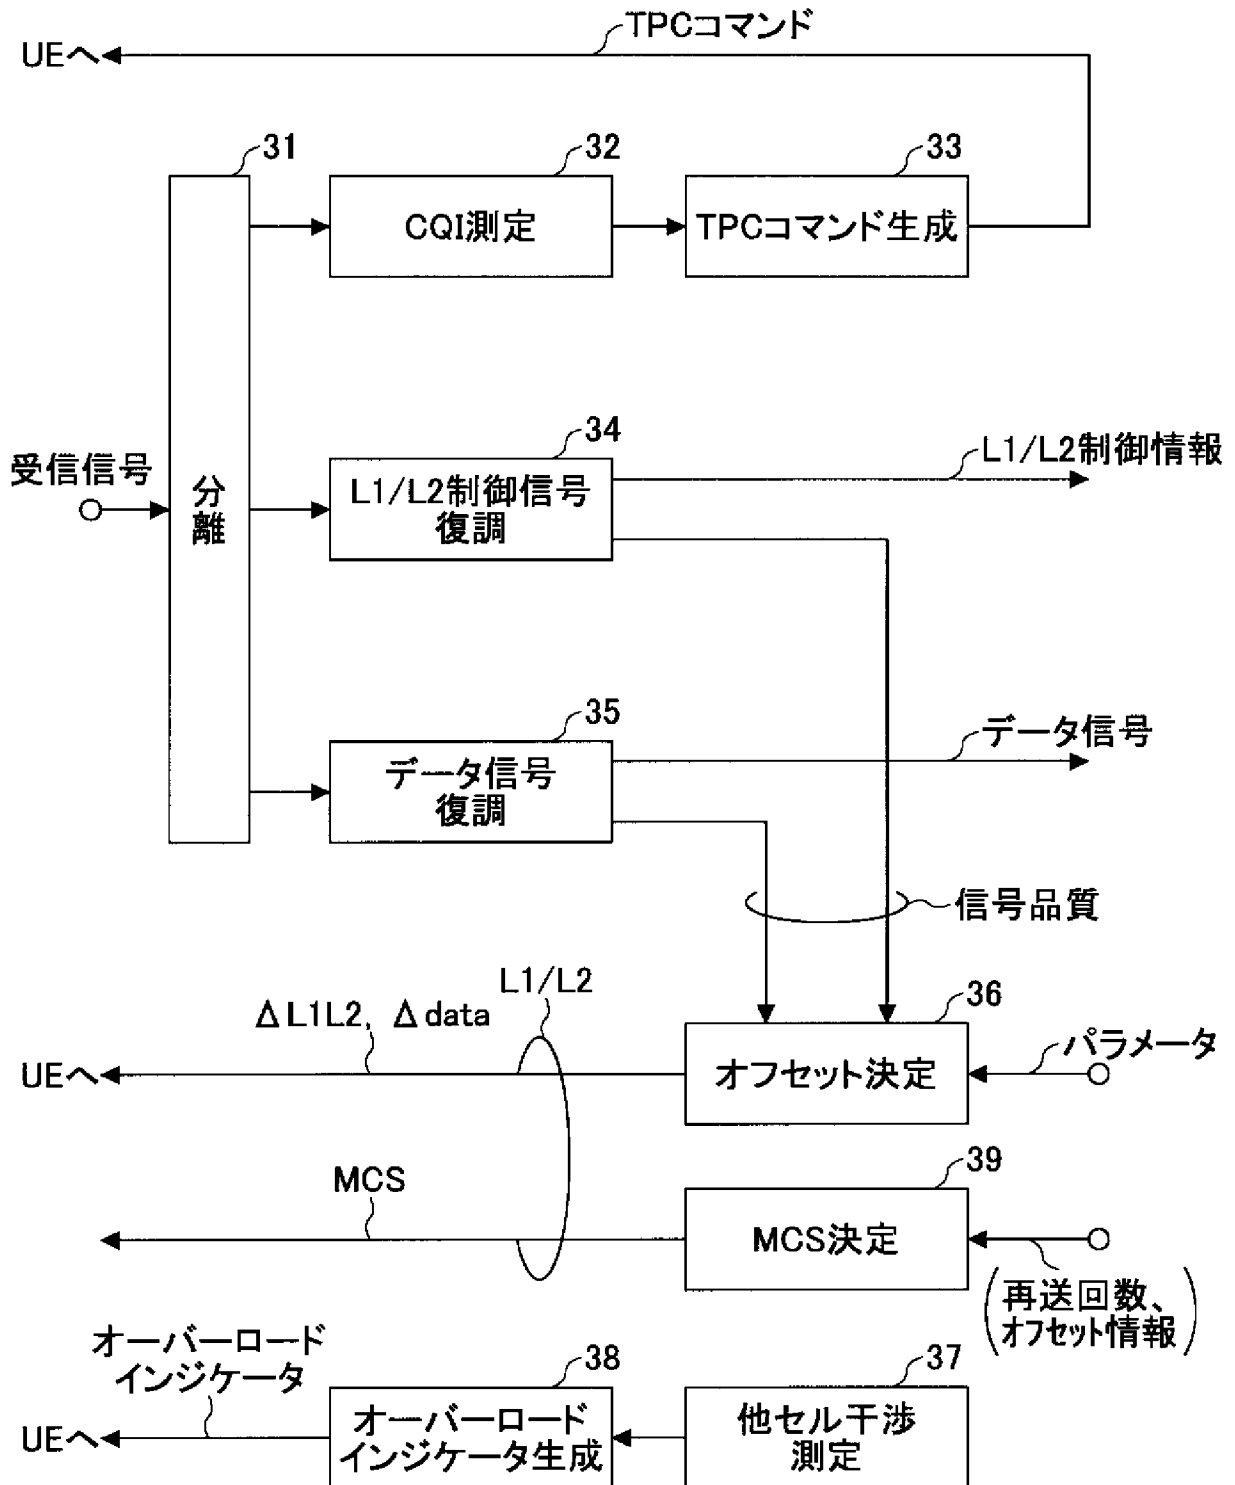 TPCコマンド
UEへ
31
32
33
CQI測定
TPCコマンド生成
34
L1/L2制御情報
受信信号
分離
L1/L2制御信号
復調
35
データ信号
データ信号
復調
信号品質
L1/L2
36
ΔL1L2, Δdata
パラメータ
UEへ
オフセット決定
39
MCS
MCS決定
(再送回数、
オフセット情報)
オーバーロード
インジケータ
38
37
UEへ
オーバーロード
インジケータ生成
他セル干渉
測定